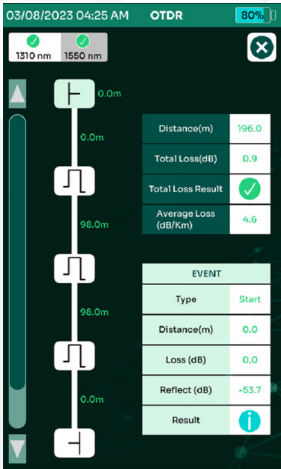 03/08/2023 04:25 AM OTDR 80%
1310 nm 1550 nm
0.0m
0.0m
98.0m
98.0m
0.0m
Distance(m) 196.0
Total Loss(dB) 0.9
Total Loss Result
Average Loss
(dB/Km) 4.6
EVENT
Type Start
Distance(m) 0.0
Loss (dB) 0.0
Reflect (dB) -53.7
Result